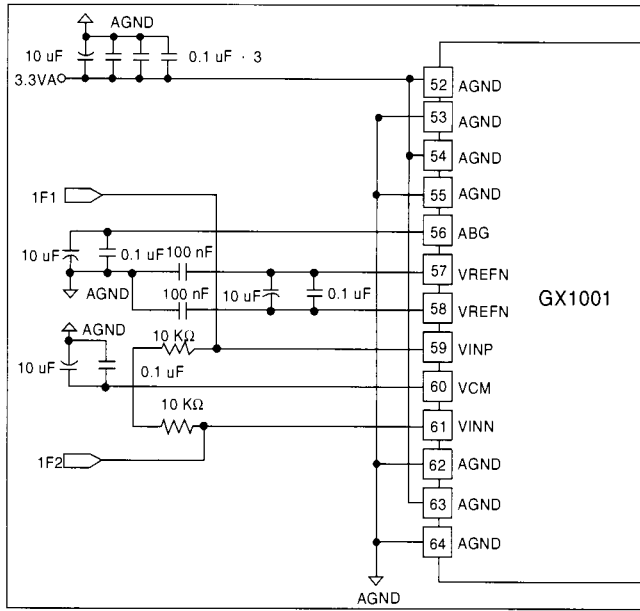 AGND
10 uF
0.1 uF · 3
3.3VA
52 AGND
53 AGND
54 AGND
55 AGND
1F1
56 ABG
10 uF
0.1 uF
100 nF
57 VREFN
GX1001
AGND
100 nF
10 uF
0.1 uF
58 VREFN
AGND
10 KΩ
59 VINP
10 uF
0.1 uF
60 VCM
10 KΩ
61 VINN
1F2
62 AGND
63 AGND
64 AGND
AGND